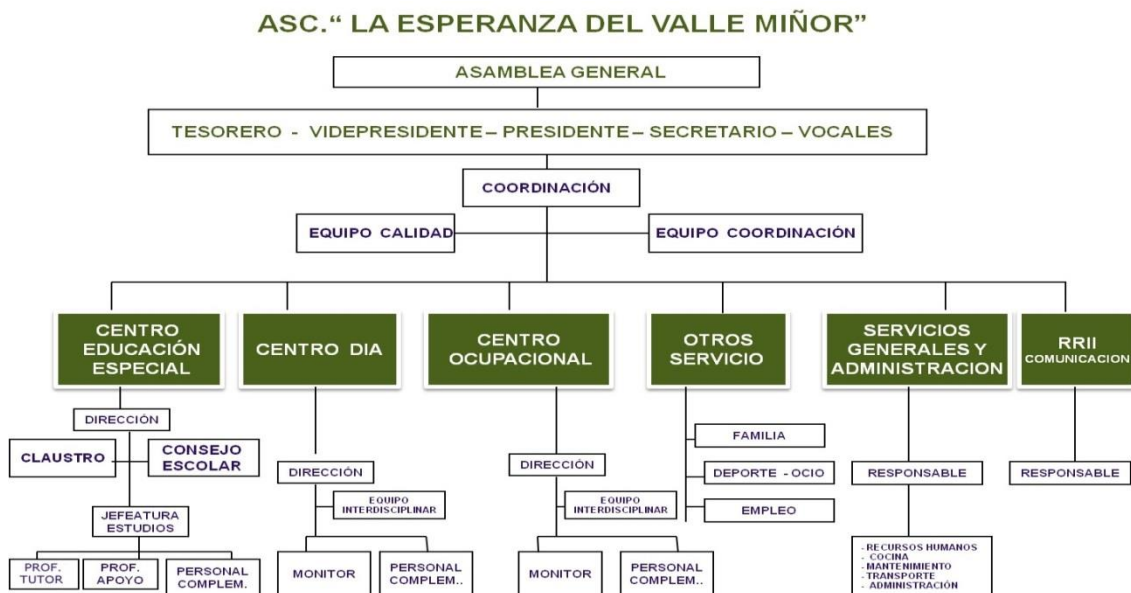 ASC.“ LA ESPERANZA DEL VALLE MIÑOR”
ASAMBLEA GENERAL
TESORERO - VIDEPRESIDENTE – PRESIDENTE – SECRETARIO – VOCALES
COORDINACIÓN
EQUIPO CALIDAD
EQUIPO COORDINACIÓN
CENTRO
EDUCACIÓN
ESPECIAL
CENTRO DIA
CENTRO
OCUPACIONAL
OTROS
SERVICIO
SERVICIOS
GENERALES Y
ADMINISTRACION
RRII
COMUNICACION
DIRECCIÓN
CLAUSTRO
CONSEJO
ESCOLAR
JEFEATURA
ESTUDIOS
PROF.
TUTOR
PROF.
APOYO
PERSONAL
COMPLEM.
DIRECCIÓN
EQUIPO
INTERDISCIPLINAR
MONITOR
PERSONAL
COMPLEM..
DIRECCIÓN
EQUIPO
INTERDISCIPLINAR
MONITOR
PERSONAL
COMPLEM..
FAMILIA
DEPORTE - OCIO
EMPLEO
RESPONSABLE
- RECURSOS HUMANOS
- COCINA
- MANTENIMIENTO
- TRANSPORTE
- ADMINISTRACIÓN
RESPONSABLE